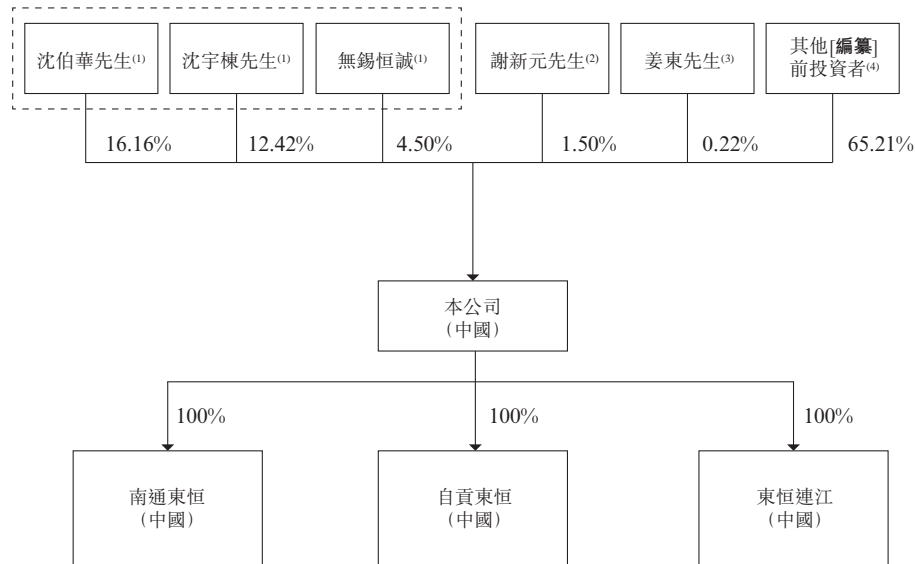 沈伯華先生(1)
沈宇棟先生(1)
無錫恒誠(1)
謝新元先生(2)
姜東先生(3)
其他[編纂]
前投資者(4)
16.16%
12.42%
4.50%
1.50%
0.22%
65.21%
本公司
(中國)
100%
100%
100%
南通東恒
(中國)
自貢東恒
(中國)
東恒連江
(中國)